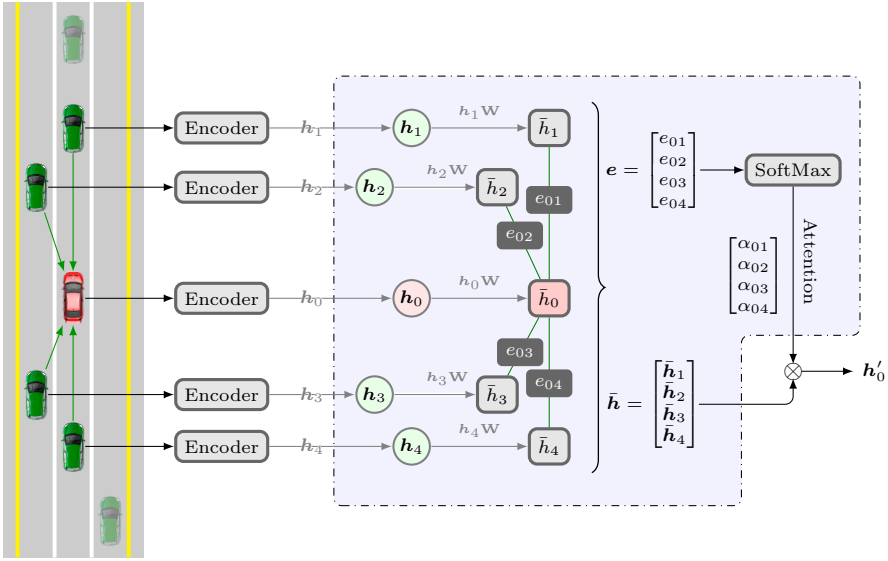 Encoder h₁ h₁ h₁W h̄₁
Encoder h₂ h₂ h₂W h̄₂
e₀₁
e₀₂
Encoder h₀ h₀ h₀W h̄₀
e₀₃
e₀₄
Encoder h₃ h₃ h₃W h̄₃
Encoder h₄ h₄ h₄W h̄₄
e = [e₀₁
e₀₂
e₀₃
e₀₄]
SoftMax
Attention
[α₀₁
α₀₂
α₀₃
α₀₄]
h̄ = [h̄₁
h̄₂
h̄₃
h̄₄]
⊗
h′₀